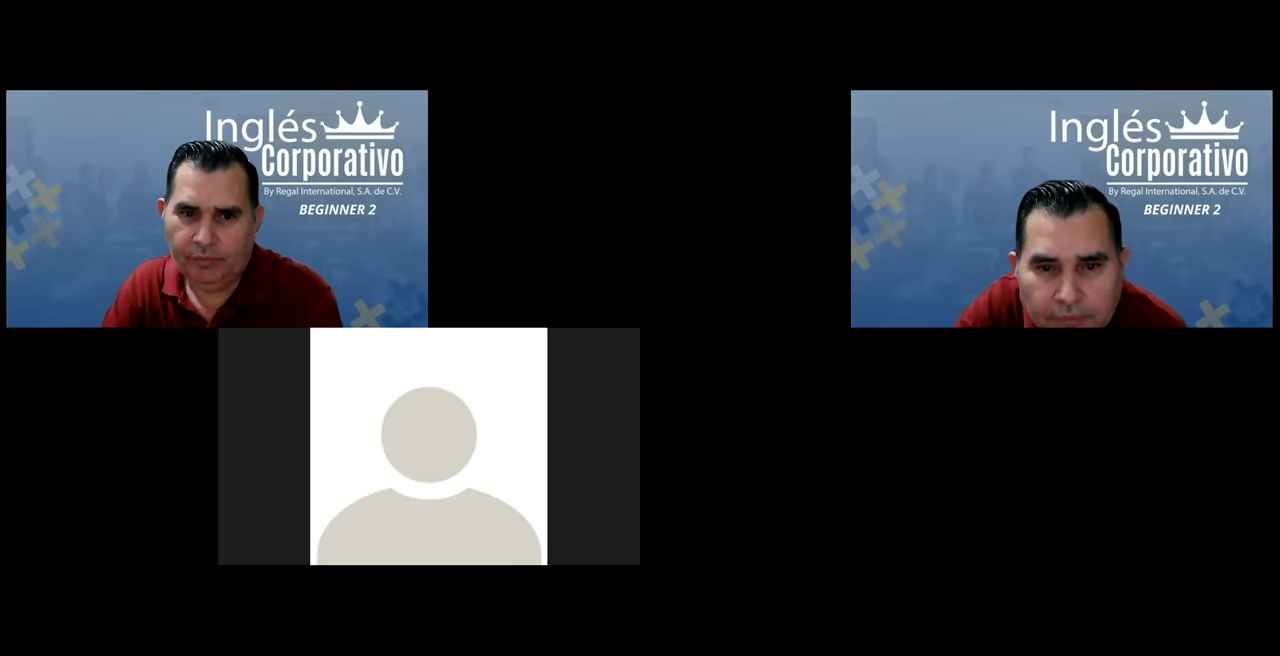 Inglés
Corporativo
By Regal International, S.A. de C.V.
BEGINNER 2
Inglés
Corporativo
By Regal International, S.A. de C.V.
BEGINNER 2